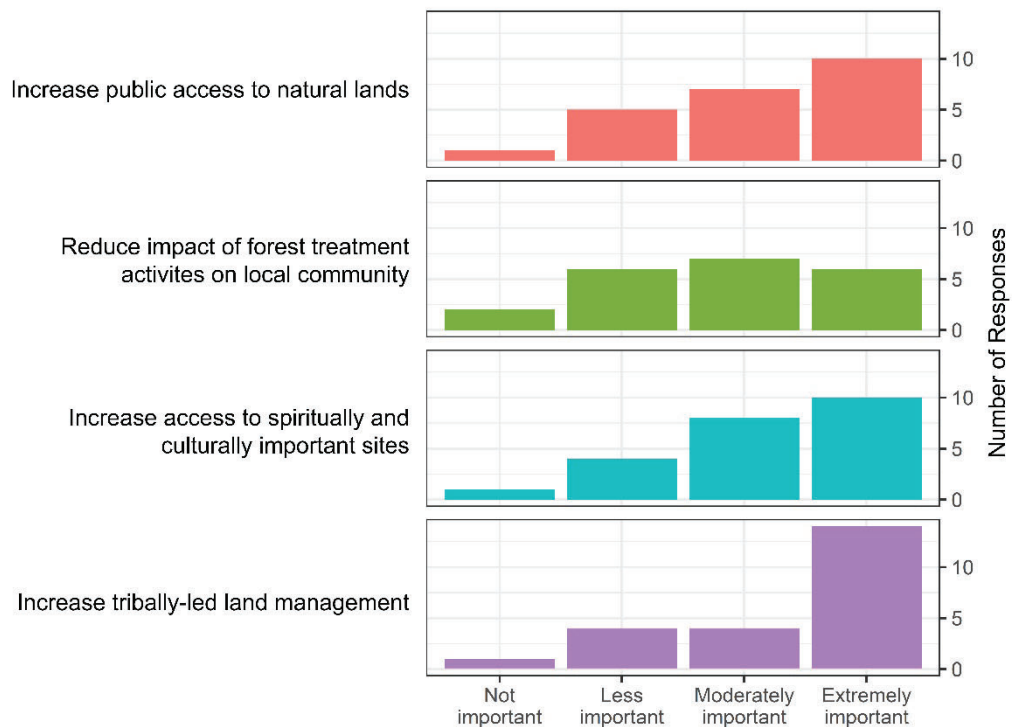 Increase public access to natural lands
10
5
0
Reduce impact of forest treatment
activites on local community
10
5
0
Increase access to spiritually and
culturally important sites
10
5
0
Increase tribally-led land management
10
5
0
Number of Responses
Not
important
Less
important
Moderately
important
Extremely
important